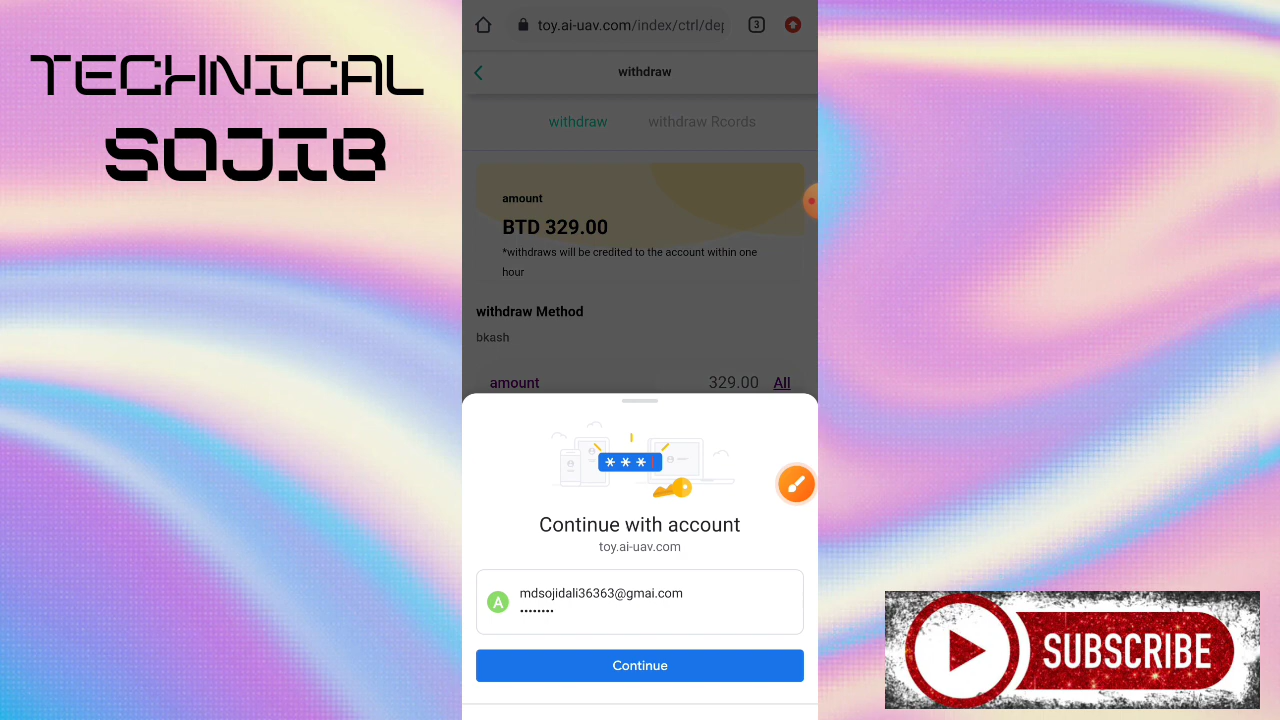 TECHNICAL
SOJIB
toy.ai-uav.com/index/ctrl/dep
3
withdraw
withdraw
withdraw Rcords
amount
BTD 329.00
*withdraws will be credited to the account within one
hour
withdraw Method
bkash
amount
329.00
All
***
Continue with account
toy.ai-uav.com
A
mdsojidali36363@gmai.com
••••••••
Continue
SUBSCRIBE